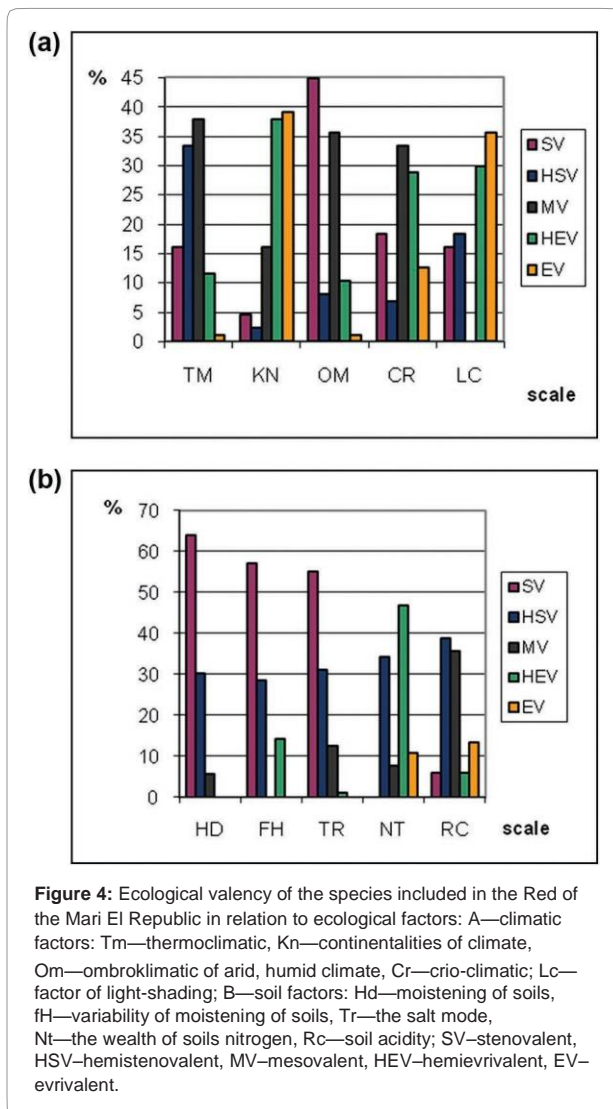 (a)
%
45
40
35
30
25
20
15
10
5
0
TM KN OM CR LC
scale
SV
HSV
MV
HEV
EV
(b)
%
70
60
50
40
30
20
10
0
HD FH TR NT RC scale
SV
HSV
MV
HEV
EV
Figure 4: Ecological valency of the species included in the Red of
the Mari El Republic in relation to ecological factors: A—climatic
factors: Tm—thermoclimatic, Kn—continentalities of climate,
Om—ombroklimatic of arid, humid climate, Cr—crio-climatic; Lc—
factor of light-shading; B—soil factors: Hd—moistening of soils,
fH—variability of moistening of soils, Tr—the salt mode,
Nt—the wealth of soils nitrogen, Rc—soil acidity; SV–stenovalent,
HSV–hemistenovalent, MV–mesovalent, HEV–hemievrivalent, EV–
evrivalent.